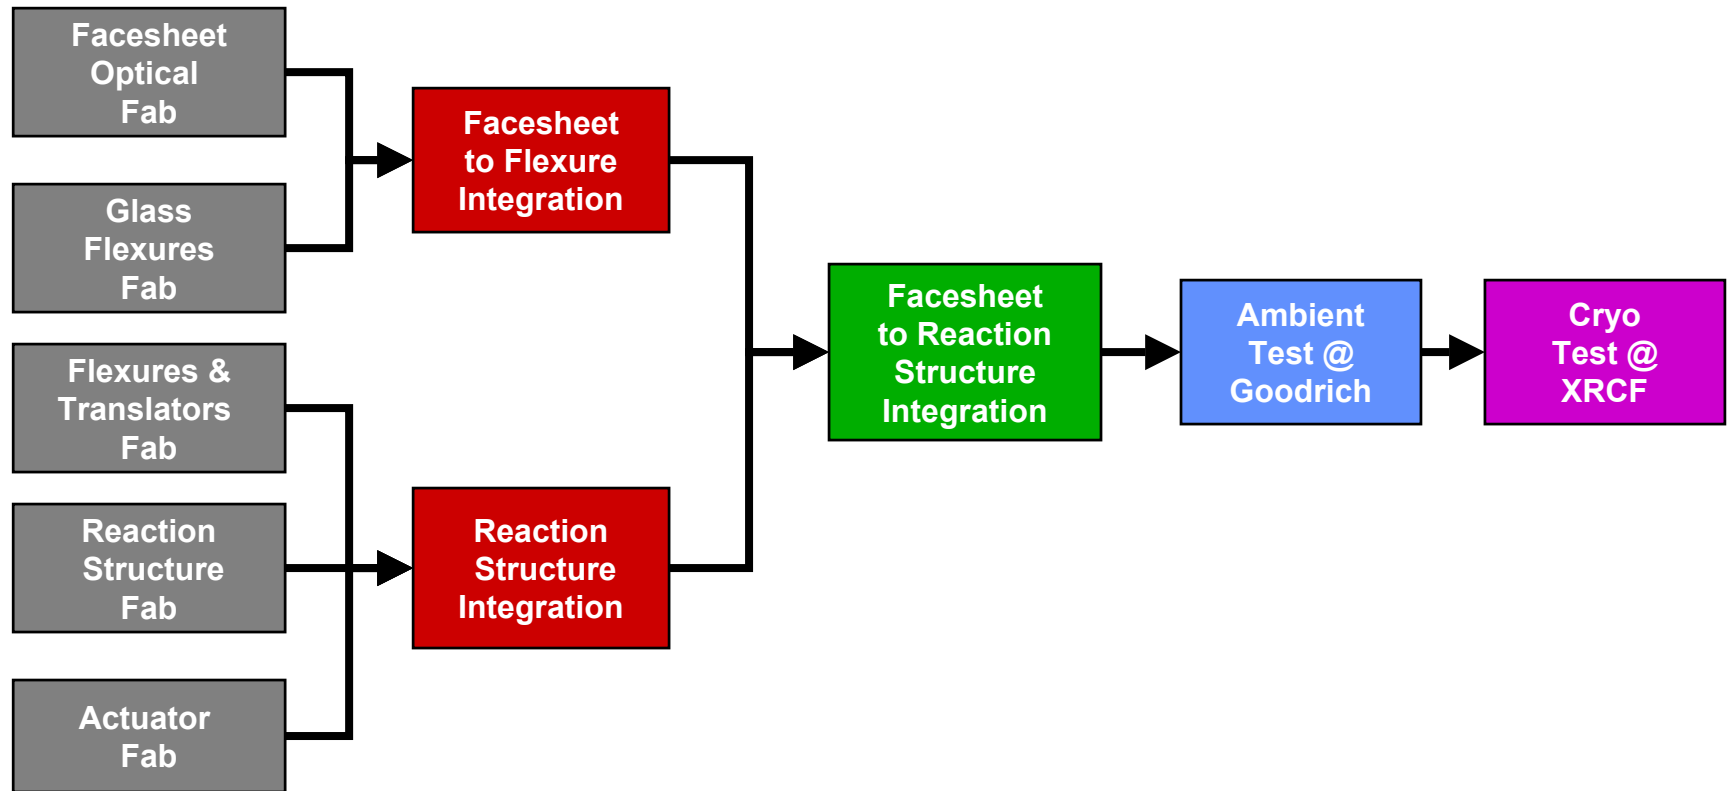 Facesheet
Optical
Fab
Glass
Flexures
Fab
Flexures &
Translators
Fab
Reaction
Structure
Fab
Actuator
Fab
Facesheet
to Flexure
Integration
Reaction
Structure
Integration
Facesheet
to Reaction
Structure
Integration
Ambient
Test @
Goodrich
Cryo
Test @
XRCF